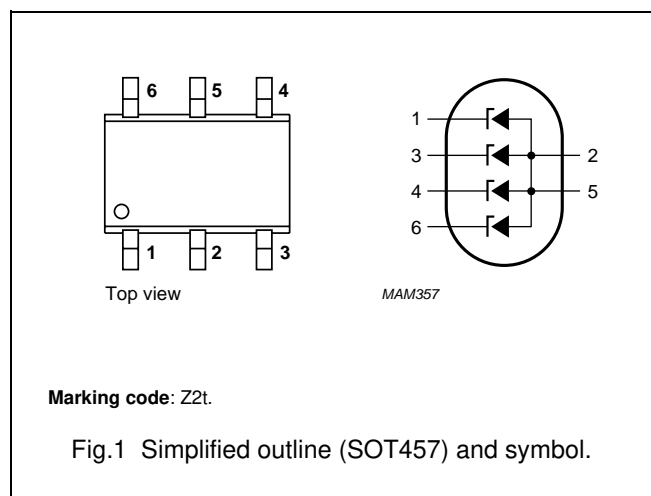 6 5 4
1 2 3
Top view
1
3 2
4 5
6
MAM357
Marking code: Z2t.
Fig.1 Simplified outline (SOT457) and symbol.